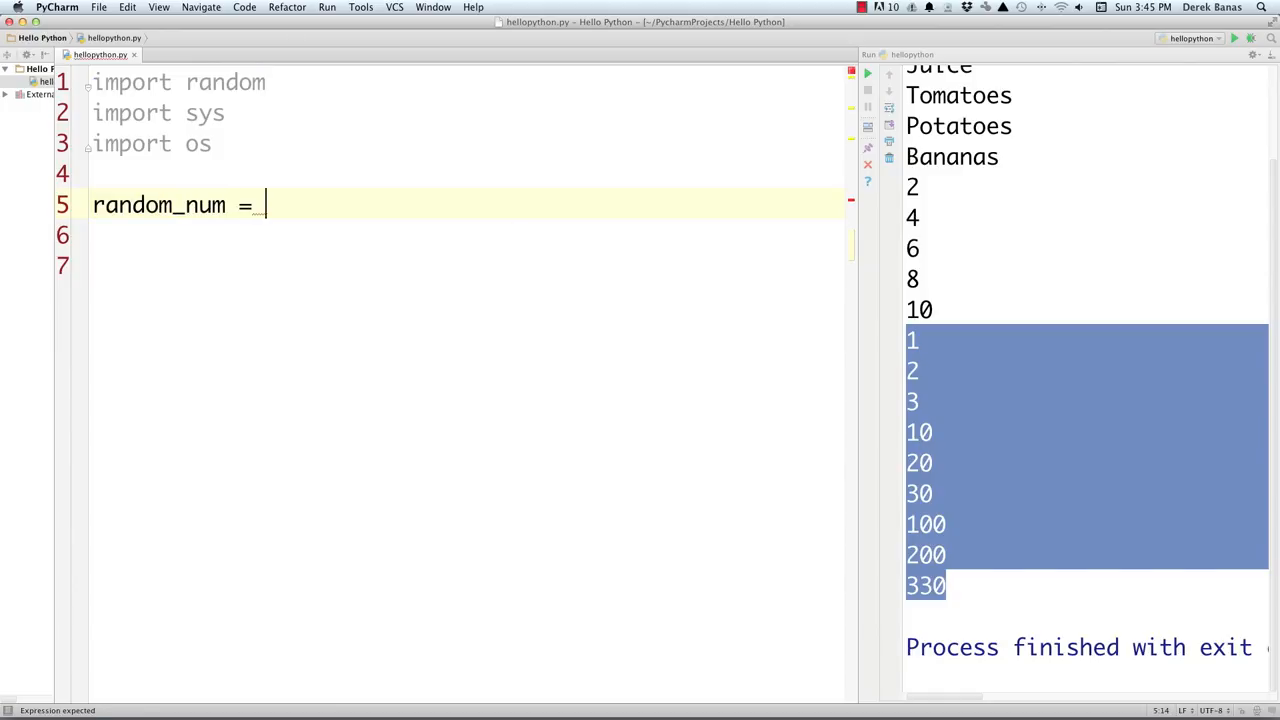 PyCharm File Edit View Navigate Code Refactor Run Tools VCS Window Help 10 Sun 3:45 PM Derek Banas
hellopython.py - Hello Python - [~/PycharmProjects/Hello Python]
Hello Python hellopython.py hellopython
hellopython.py Run hellopython
Hello P
hell
Externa
1 import random
2 import sys
3 import os
4
5 random_num =
6
7
Juice
Tomatoes
Potatoes
Bananas
2
4
6
8
10
1
2
3
10
20
30
100
200
330
Process finished with exit
Expression expected 5:14 LF UTF-8